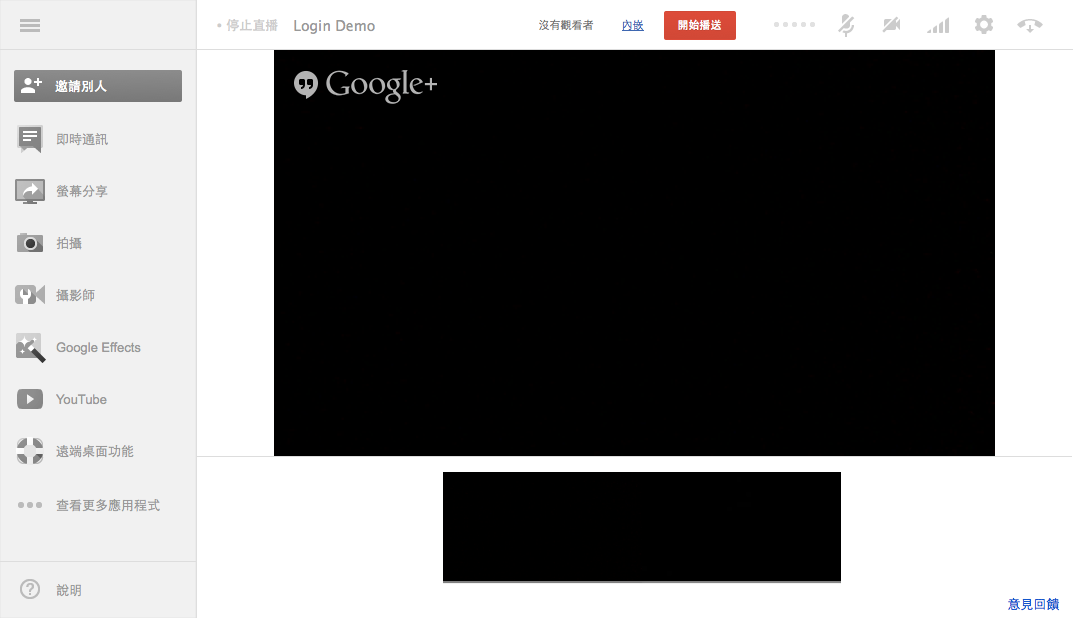 • 停止直播 Login Demo 沒有觀看者 內嵌 開始播送
Google+
邀請別人
即時通訊
螢幕分享
拍攝
攝影師
Google Effects
YouTube
遠端桌面功能
查看更多應用程式
說明
意見回饋